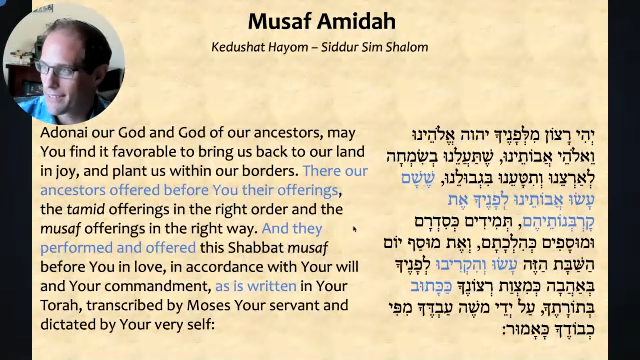 Musaf Amidah
Kedushat Hayom – Siddur Sim Shalom
Adonai our God and God of our ancestors, may
You find it favorable to bring us back to our land
in joy, and plant us within our borders. There our
ancestors offered before You their offerings,
the tamid offerings in the right order and the
musaf offerings in the right way. And they
performed and offered this Shabbat musaf
before You in love, in accordance with Your will
and Your commandment, as is written in Your
Torah, transcribed by Moses Your servant and
dictated by Your very self:
יְהִי רָצוֹן מִלְּפָנֶיךָ יהוה אֱלֹהֵינוּ
וֵאלֹהֵי אֲבוֹתֵינוּ, שֶׁתַּעֲלֵנוּ בְשִׂמְחָה
לְאַרְצֵנוּ וְתִטָּעֵנוּ בִּגְבוּלֵנוּ, שֶׁשָּׁם
עָשׂוּ אֲבוֹתֵינוּ לְפָנֶיךָ אֶת
קָרְבְּנוֹתֵיהֶם, תְּמִידִים כְּסִדְרָם
וּמוּסָפִים כְּהִלְכָתָם, וְאֶת מוּסַף יוֹם
הַשַּׁבָּת הַזֶּה עָשׂוּ וְהִקְרִיבוּ לְפָנֶיךָ
בְּאַהֲבָה כְּמִצְוַת רְצוֹנֶךָ כַּכָּתוּב
בְּתוֹרָתֶךָ, עַל יְדֵי מֹשֶׁה עַבְדֶּךָ מִפִּי
כְבוֹדֶךָ כָּאָמוּר: